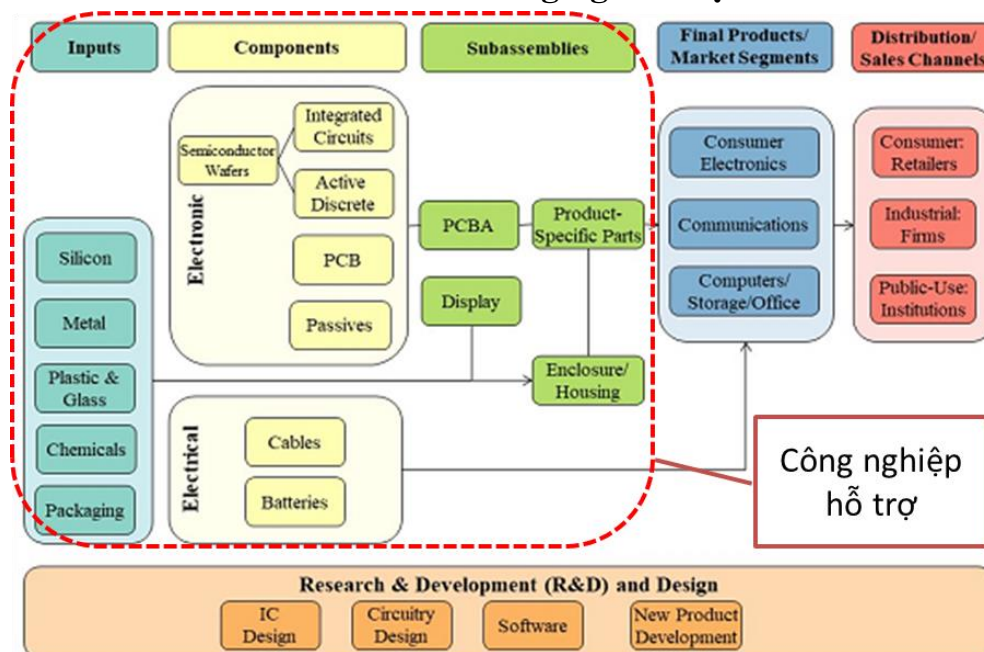 Inputs
Components
Subassemblies
Final Products/
Market Segments
Distribution/
Sales Channels
Silicon
Metal
Plastic &
Glass
Chemicals
Packaging
Electronic
Semiconductor
Wafers
Integrated
Circuits
Active
Discrete
PCB
Passives
Electrical
Cables
Batteries
PCBA
Display
Product-
Specific Parts
Enclosure/
Housing
Consumer
Electronics
Communications
Computers/
Storage/Office
Consumer:
Retailers
Industrial:
Firms
Public-Use:
Institutions
Công nghiệp
hỗ trợ
Research & Development (R&D) and Design
IC
Design
Circuitry
Design
Software
New Product
Development